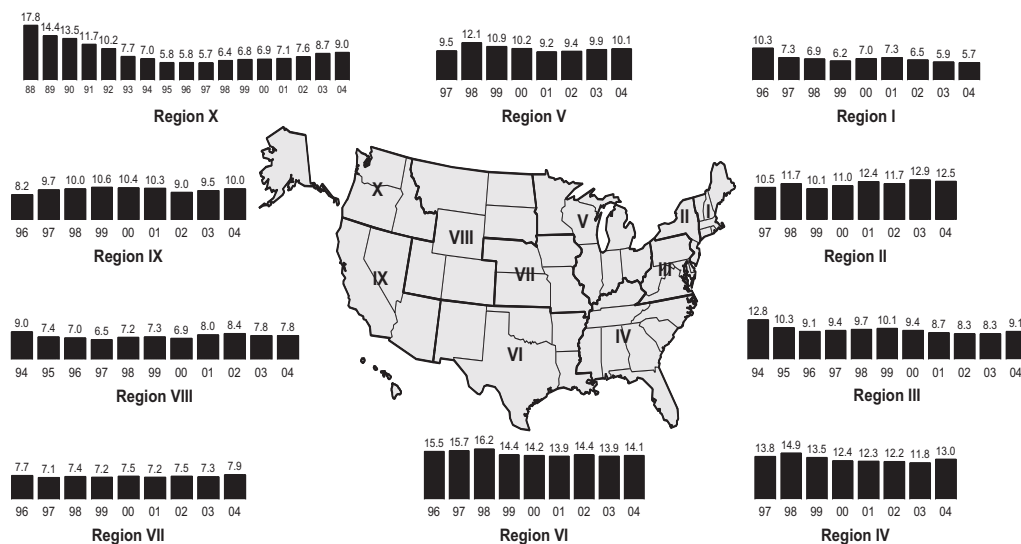 17.8 14.4 13.5 11.7 10.2 7.7 7.0 5.8 5.8 5.7 6.4 6.8 6.9 7.1 7.6 8.7 9.0
88 89 90 91 92 93 94 95 96 97 98 99 00 01 02 03 04
Region X
9.5 12.1 10.9 10.2 9.2 9.4 9.9 10.1
97 98 99 00 01 02 03 04
Region V
10.3 7.3 6.9 6.2 7.0 7.3 6.5 5.9 5.7
96 97 98 99 00 01 02 03 04
Region I
8.2 9.7 10.0 10.6 10.4 10.3 9.0 9.5 10.0
96 97 98 99 00 01 02 03 04
Region IX
X
VIII
IX
VII
V
II
I
III
IV
VI
10.5 11.7 10.1 11.0 12.4 11.7 12.9 12.5
97 98 99 00 01 02 03 04
Region II
9.0 7.4 7.0 6.5 7.2 7.3 6.9 8.0 8.4 7.8 7.8
94 95 96 97 98 99 00 01 02 03 04
Region VIII
12.8 10.3 9.1 9.4 9.7 10.1 9.4 8.7 8.3 8.3 9.1
94 95 96 97 98 99 00 01 02 03 04
Region III
7.7 7.1 7.4 7.2 7.5 7.2 7.5 7.3 7.9
96 97 98 99 00 01 02 03 04
Region VII
15.5 15.7 16.2 14.4 14.2 13.9 14.4 13.9 14.1
96 97 98 99 00 01 02 03 04
Region VI
13.8 14.9 13.5 12.4 12.3 12.2 11.8 13.0
97 98 99 00 01 02 03 04
Region IV